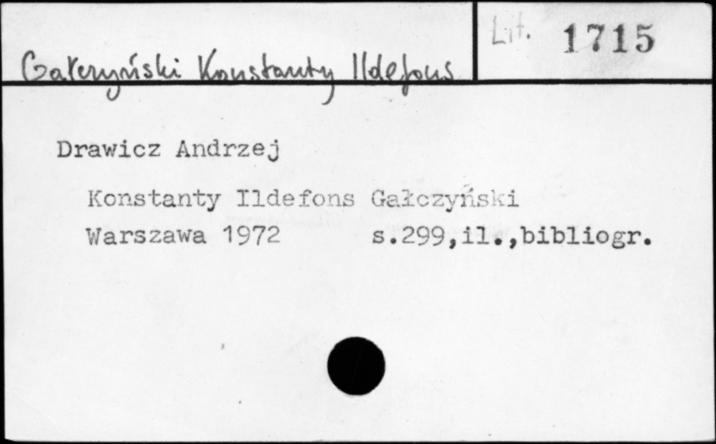 Gałczyński Konstanty Ildefons
Lit. 1715
Drawicz Andrzej
Konstanty Ildefons Gałczyński
Warszawa 1972 s.299,il.,bibliogr.